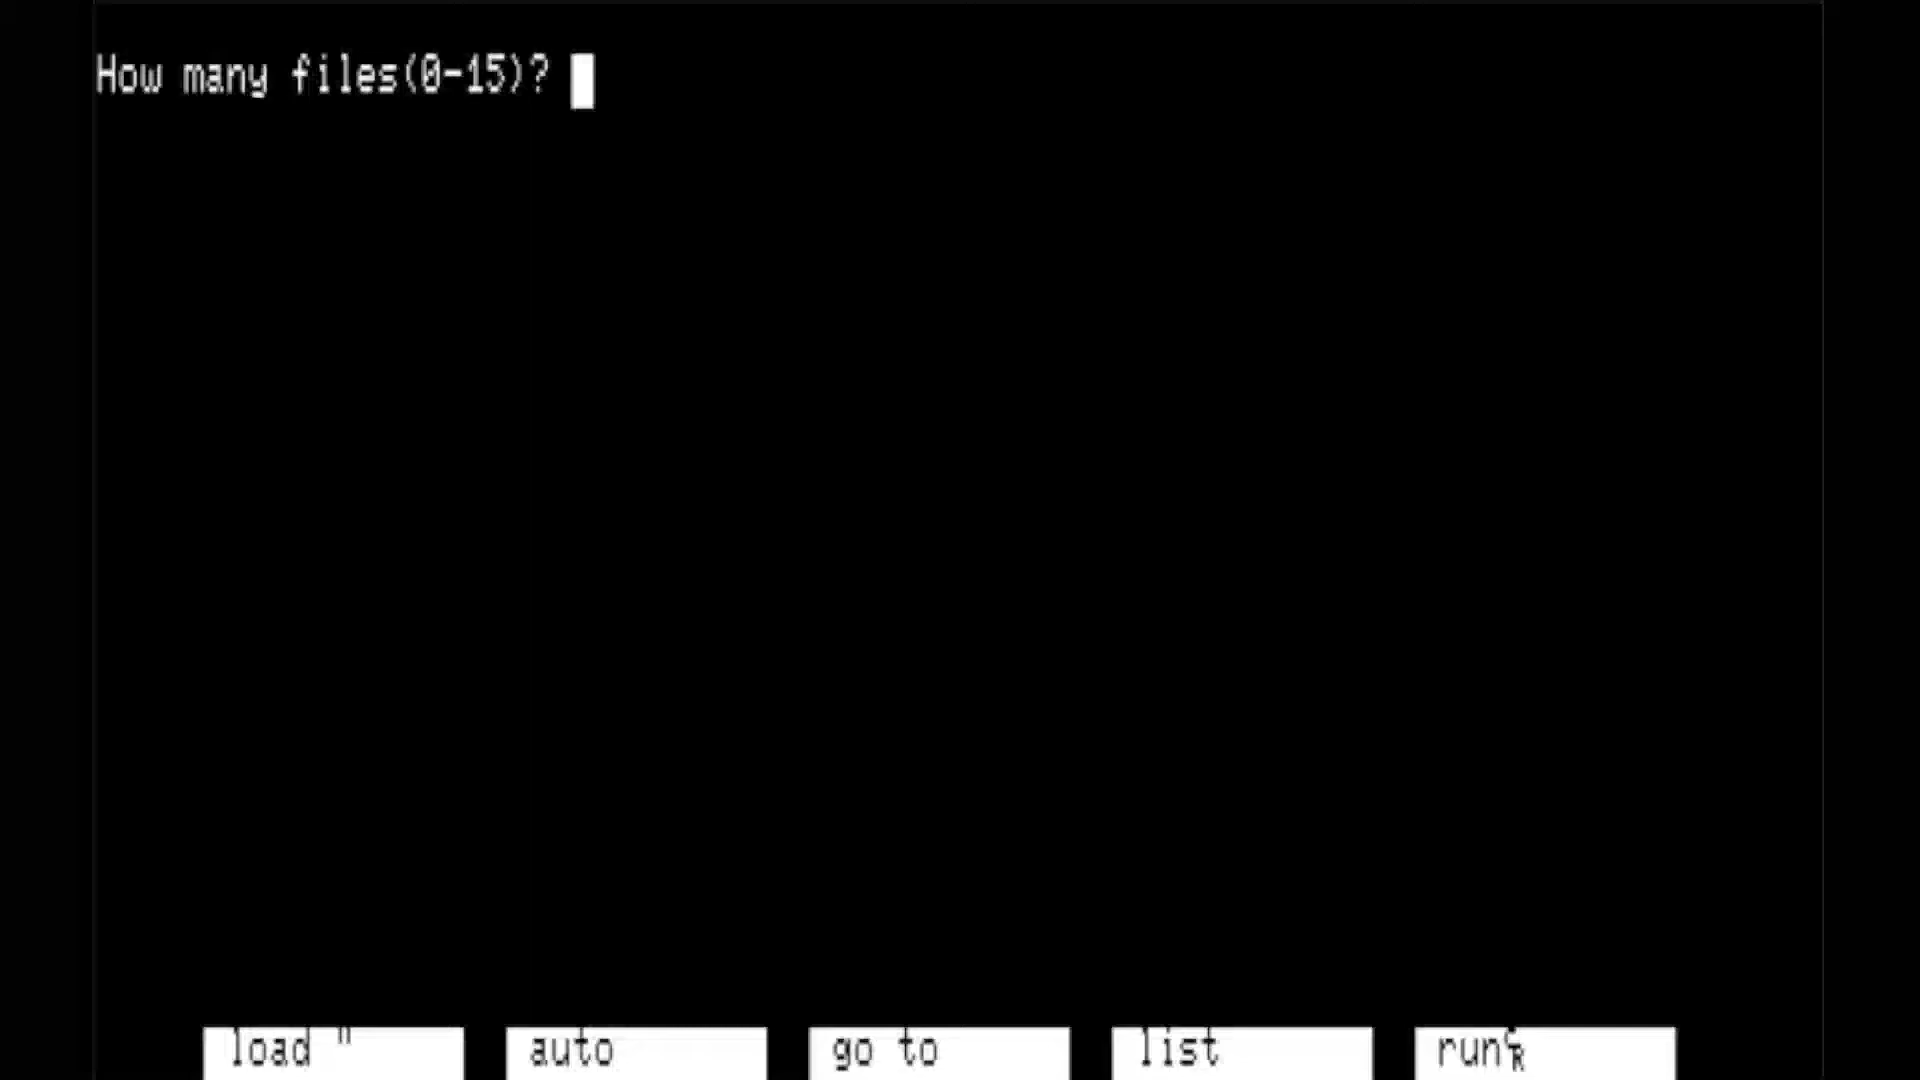 How many files(0-15)?
load " auto go to list run␍